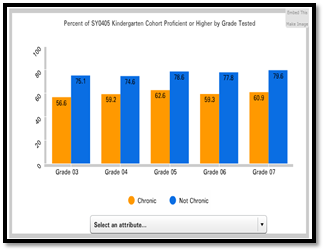 Percent of SY0405 Kindergarten Cohort Proficient or Higher by Grade Tested
100
80
60
40
20
0
56.6 75.1 59.2 74.6 62.6 78.8 59.3 77.8 60.9 79.6
Grade 03 Grade 04 Grade 05 Grade 06 Grade 07
Chronic Not Chronic
Select an attribute...